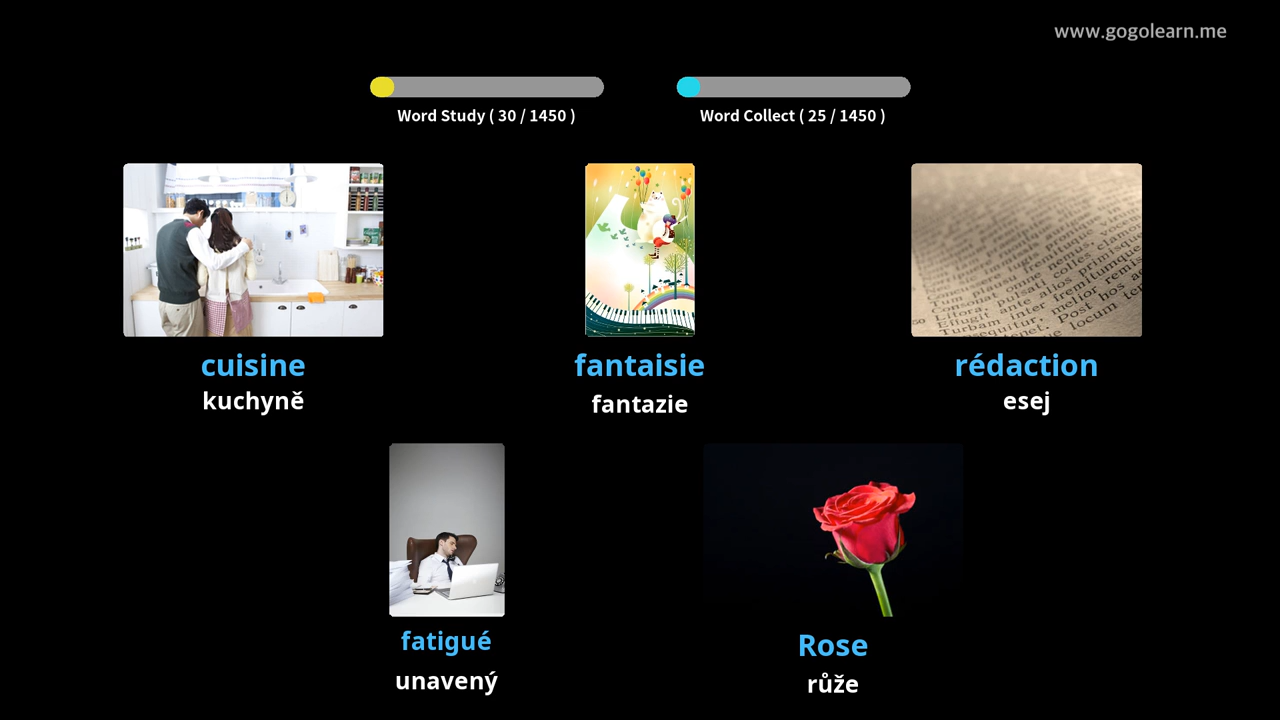 www.gogolearn.me
Word Study ( 30 / 1450 )
Word Collect ( 25 / 1450 )
cuisine
kuchyně
fantaisie
fantazie
rédaction
esej
fatigué
unavený
Rose
růže